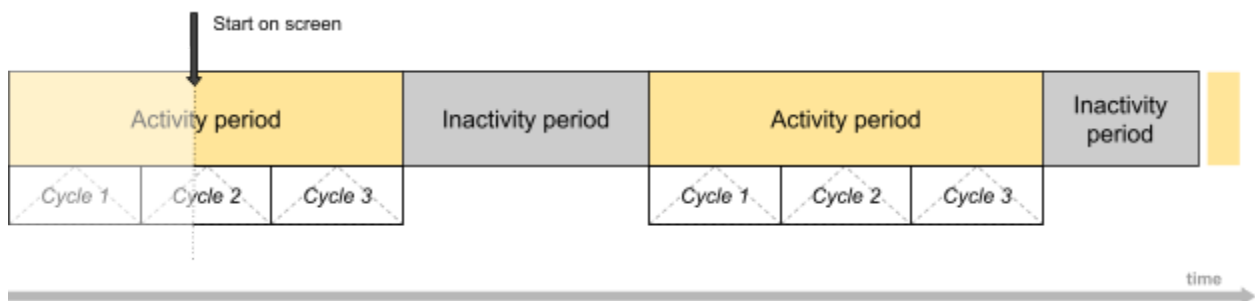 Start on screen
Activity period
Inactivity period
Activity period
Inactivity
period
Cycle 1
Cycle 2
Cycle 3
Cycle 1
Cycle 2
Cycle 3
time